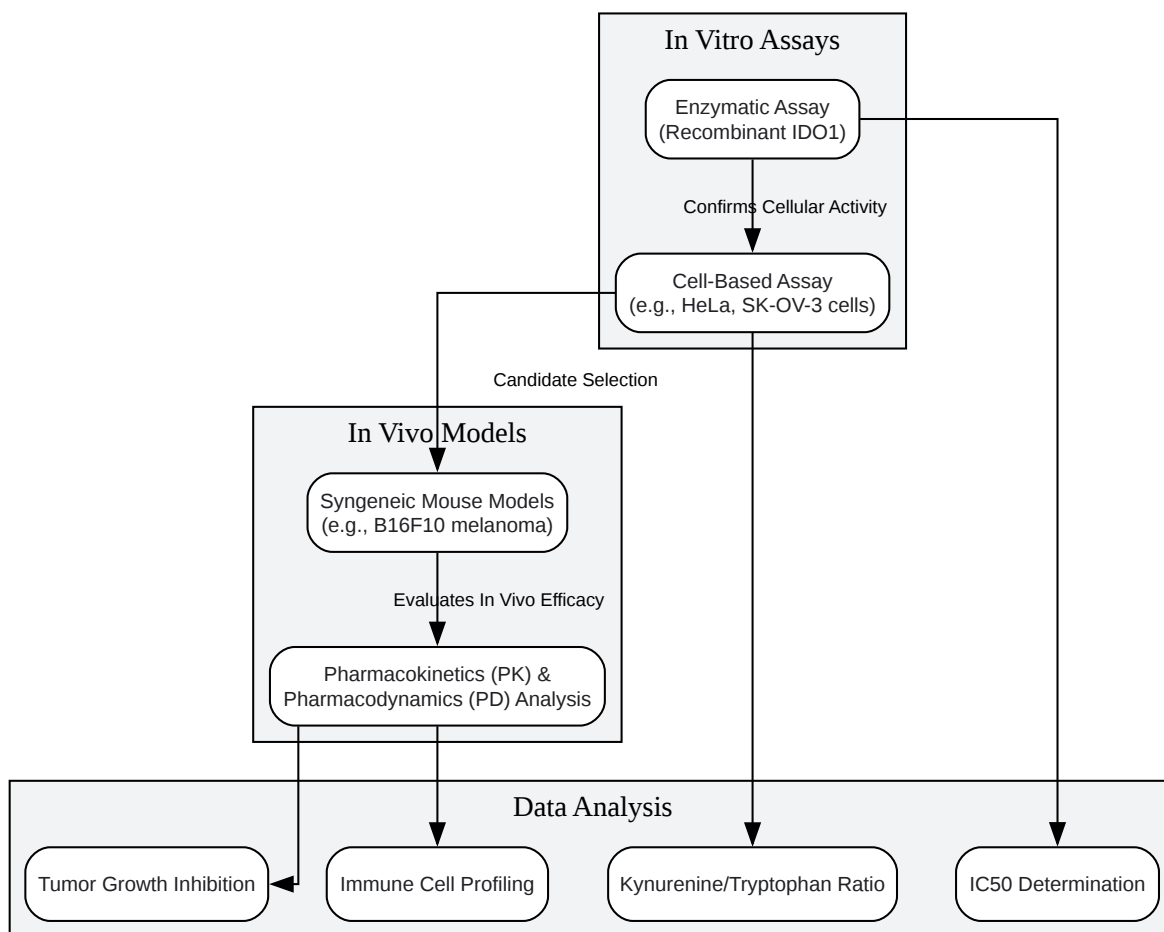 In Vitro Assays
Enzymatic Assay
(Recombinant IDO1)
Confirms Cellular Activity
Cell-Based Assay
(e.g., HeLa, SK-OV-3 cells)
Candidate Selection
In Vivo Models
Syngeneic Mouse Models
(e.g., B16F10 melanoma)
Evaluates In Vivo Efficacy
Pharmacokinetics (PK) &
Pharmacodynamics (PD) Analysis
Data Analysis
Tumor Growth Inhibition
Immune Cell Profiling
Kynurenine/Tryptophan Ratio
IC50 Determination